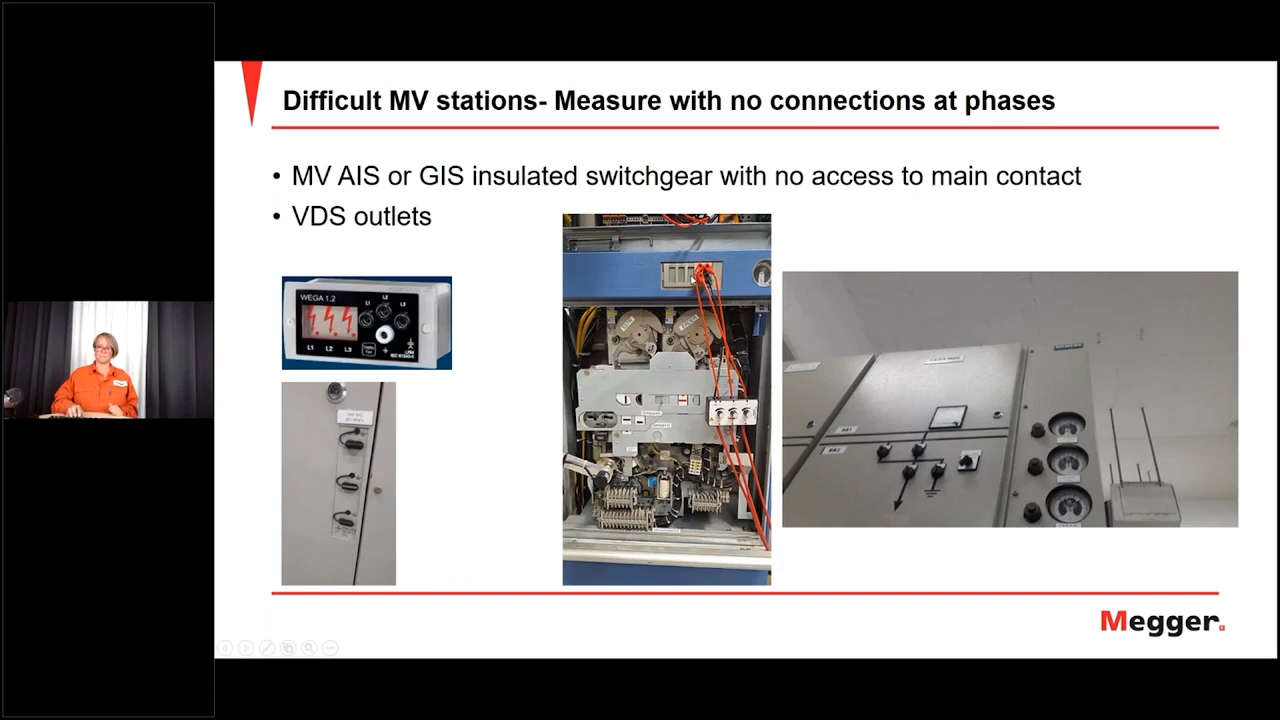 Difficult MV stations- Measure with no connections at phases
• MV AIS or GIS insulated switchgear with no access to main contact
• VDS outlets
WEGA 1.2
L1
L2
L3
L1
L2
L3
SIEMENS
Megger